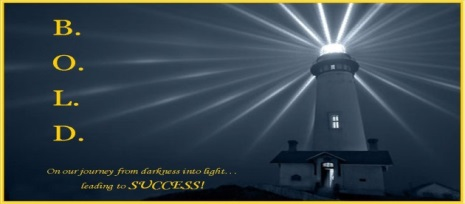 B.
O.
L.
D.
On our journey from darkness into light...
leading to SUCCESS!